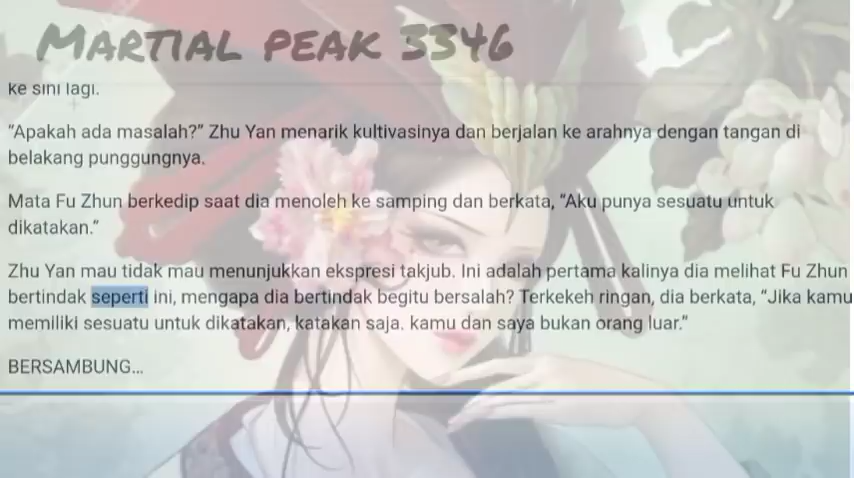 MARTIAL PEAK 3346
ke sini lagi.
“Apakah ada masalah?” Zhu Yan menarik kultivasinya dan berjalan ke arahnya dengan tangan di
belakang punggungnya.
Mata Fu Zhun berkedip saat dia menoleh ke samping dan berkata, “Aku punya sesuatu untuk
dikatakan.”
Zhu Yan mau tidak mau menunjukkan ekspresi takjub. Ini adalah pertama kalinya dia melihat Fu Zhun
bertindak seperti ini, mengapa dia bertindak begitu bersalah? Terkekeh ringan, dia berkata, “Jika kamu
memiliki sesuatu untuk dikatakan, katakan saja. kamu dan saya bukan orang luar.”
BERSAMBUNG...